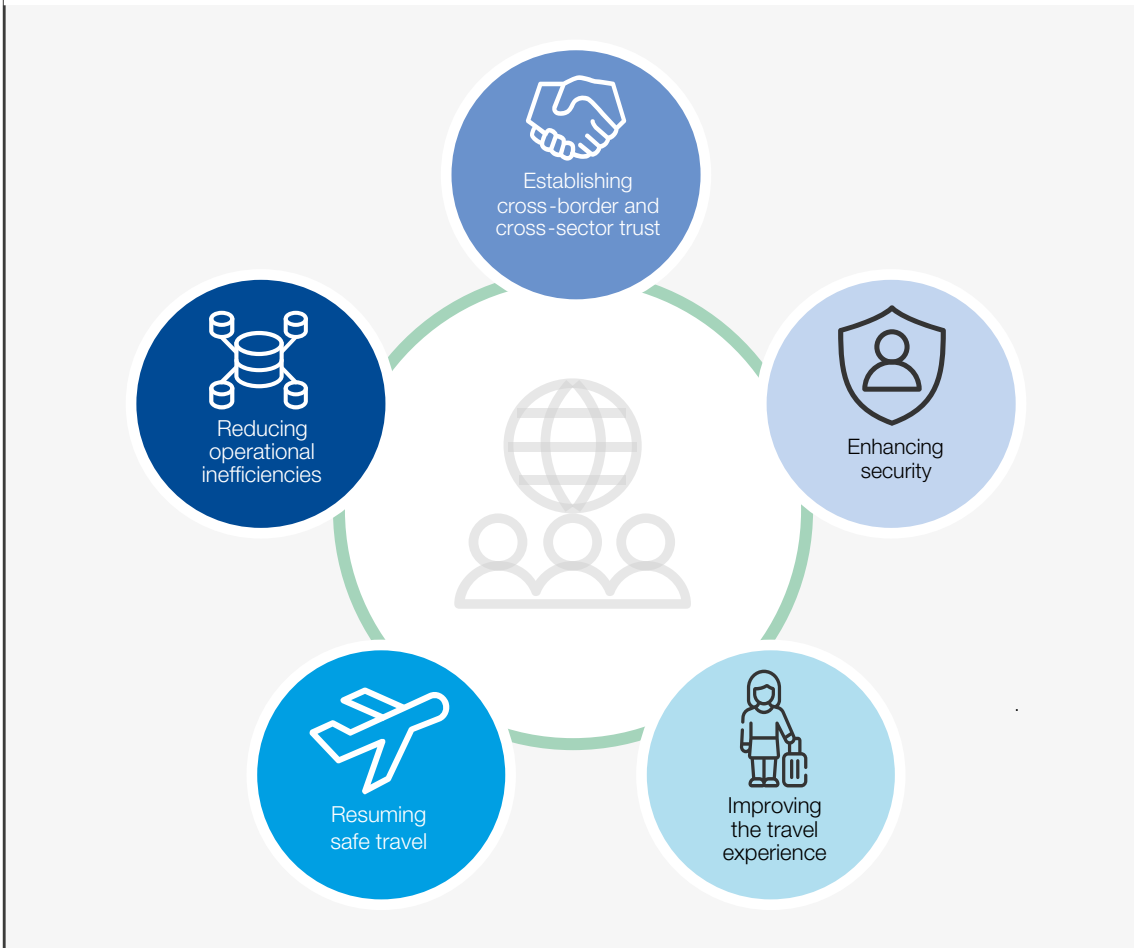 Establishing
cross-border and
cross-sector trust
Enhancing
security
Improving
the travel
experience
Resuming
safe travel
Reducing
operational
inefficiencies